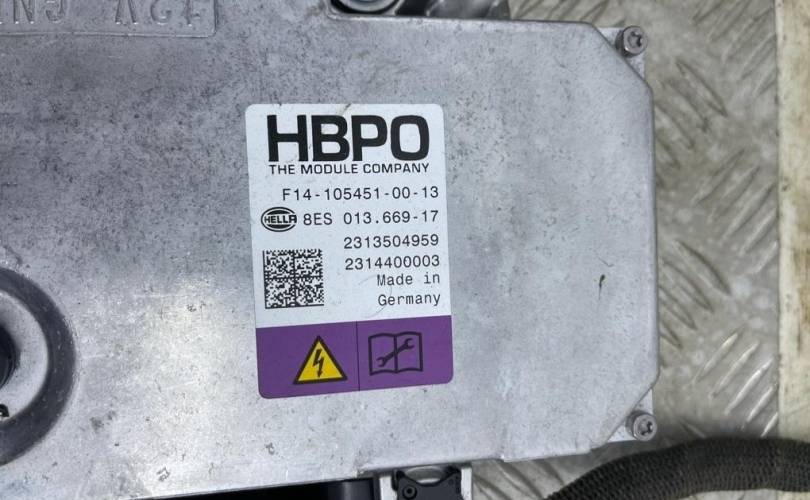 HBPO
THE MODULE COMPANY
F14-105451-00-13
HELLA 8ES 013.669-17
2313504959
2314400003
Made in
Germany